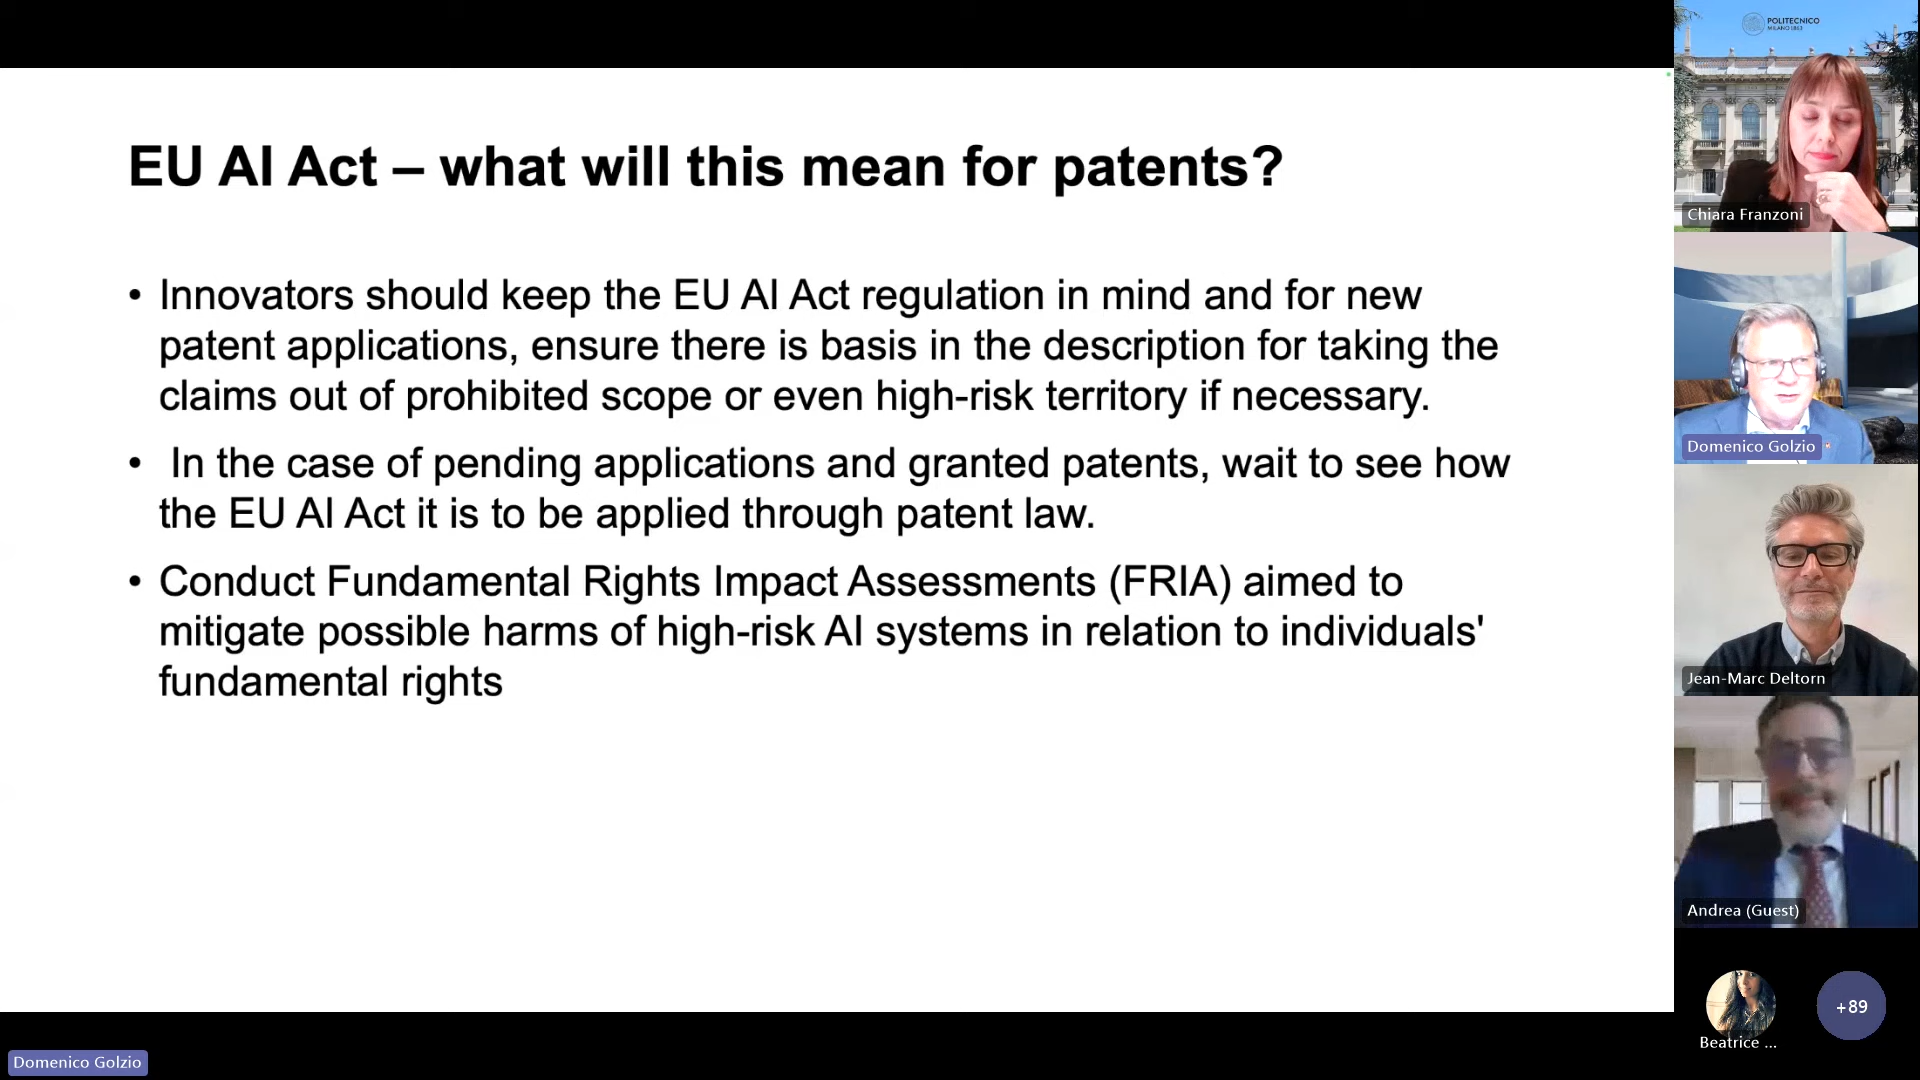 EU AI Act – what will this mean for patents?
• Innovators should keep the EU AI Act regulation in mind and for new
patent applications, ensure there is basis in the description for taking the
claims out of prohibited scope or even high-risk territory if necessary.
• In the case of pending applications and granted patents, wait to see how
the EU AI Act it is to be applied through patent law.
• Conduct Fundamental Rights Impact Assessments (FRIA) aimed to
mitigate possible harms of high-risk AI systems in relation to individuals'
fundamental rights
Domenico Golzio
POLITECNICO
MILANO 1863
Chiara Franzoni
Domenico Golzio
Jean-Marc Deltorn
Andrea (Guest)
Beatrice ...
+89